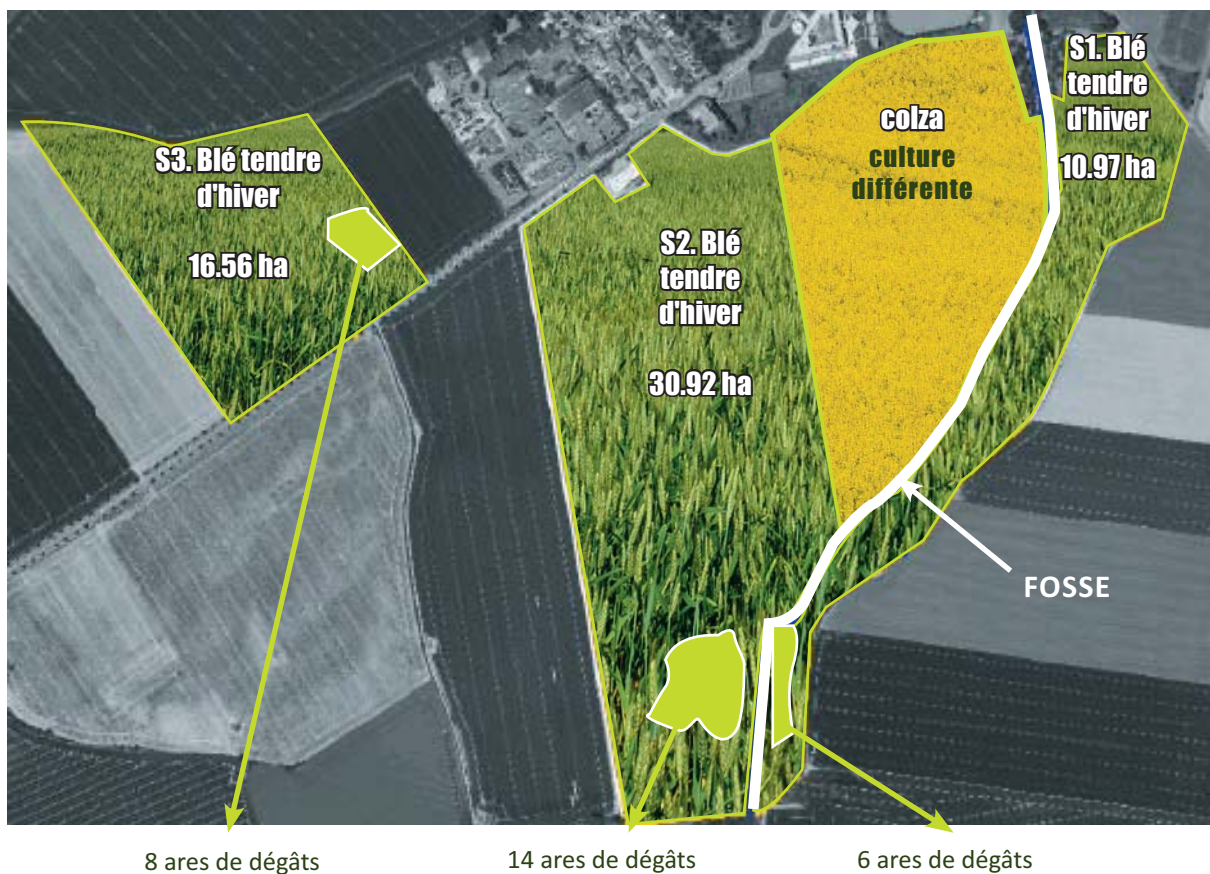 S1. Blé
tendre
d'hiver
10.97 ha
colza
culture
différente
S3. Blé tendre
d'hiver
16.56 ha
S2. Blé
tendre
d'hiver
30.92 ha
FOSSE
8 ares de dégâts
14 ares de dégâts
6 ares de dégâts